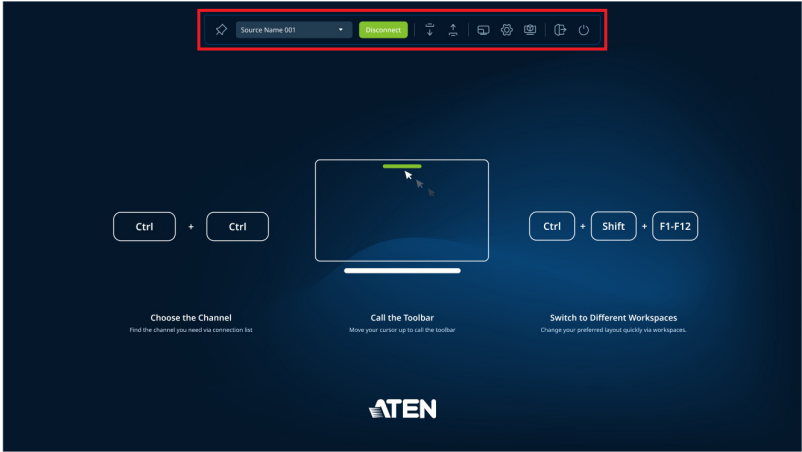 Source Name 001
Disconnect
Ctrl + Ctrl
Ctrl + Shift + F1-F12
Choose the Channel
Find the channel you need via connection list
Call the Toolbar
Move your cursor up to call the toolbar
Switch to Different Workspaces
Change your preferred layout quickly via workspaces.
ATEN